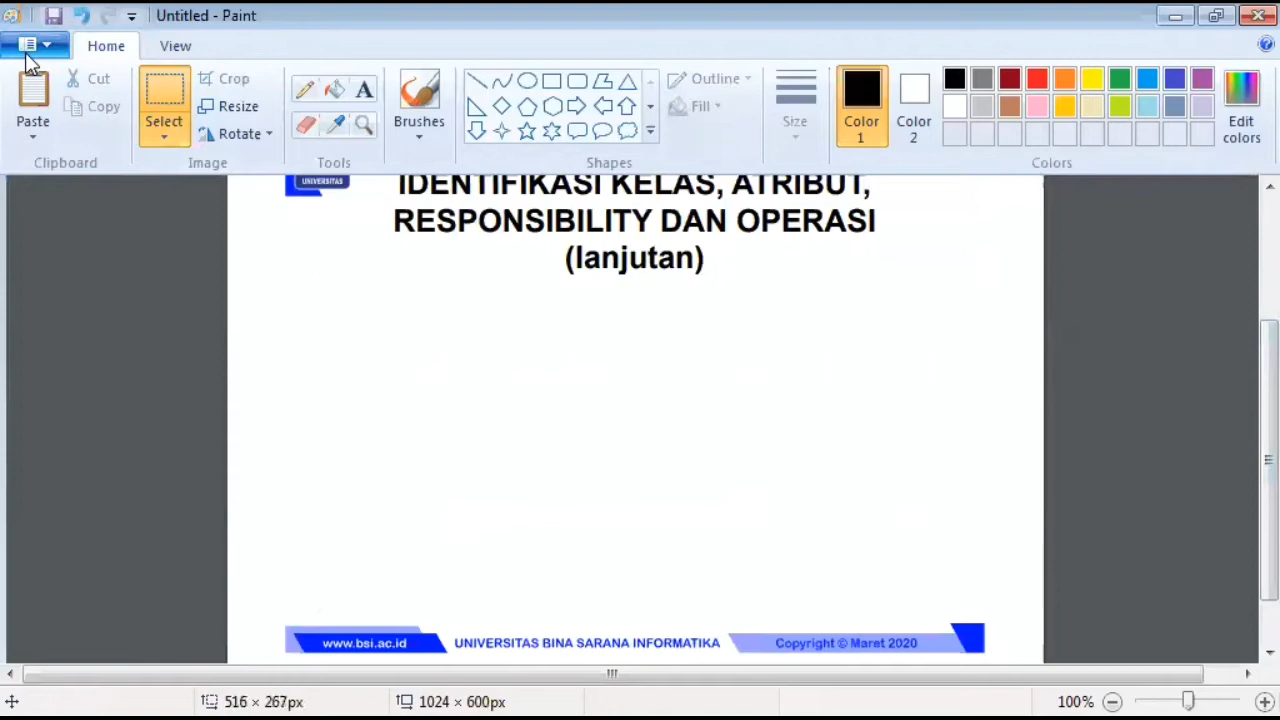 Untitled - Paint
Home View
Paste
Cut
Copy
Clipboard
Select
Crop
Resize
Rotate
Image
Tools
Brushes
Shapes
Outline
Fill
Size
Color 1
Color 2
Edit colors
Colors
UNIVERSITAS
IDENTIFIKASI KELAS, ATRIBUT,
RESPONSIBILITY DAN OPERASI
(lanjutan)
www.bsi.ac.id UNIVERSITAS BINA SARANA INFORMATIKA Copyright © Maret 2020
516 × 267px 1024 × 600px 100%